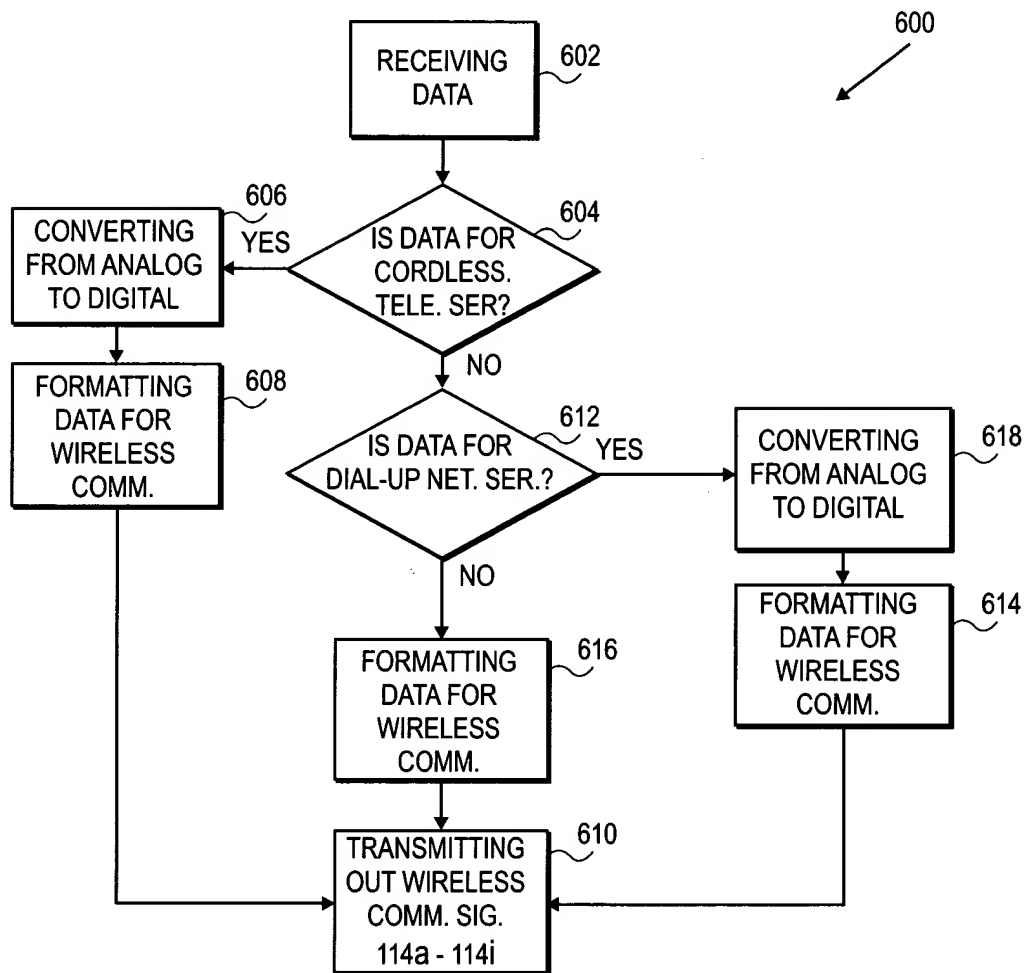 600
RECEIVING
DATA
602
IS DATA FOR
CORDLESS.
TELE. SER?
604
YES
NO
CONVERTING
FROM ANALOG
TO DIGITAL
606
FORMATTING
DATA FOR
WIRELESS
COMM.
608
IS DATA FOR
DIAL-UP NET. SER.?
612
YES
NO
CONVERTING
FROM ANALOG
TO DIGITAL
618
FORMATTING
DATA FOR
WIRELESS
COMM.
614
FORMATTING
DATA FOR
WIRELESS
COMM.
616
TRANSMITTING
OUT WIRELESS
COMM. SIG.
114a - 114i
610